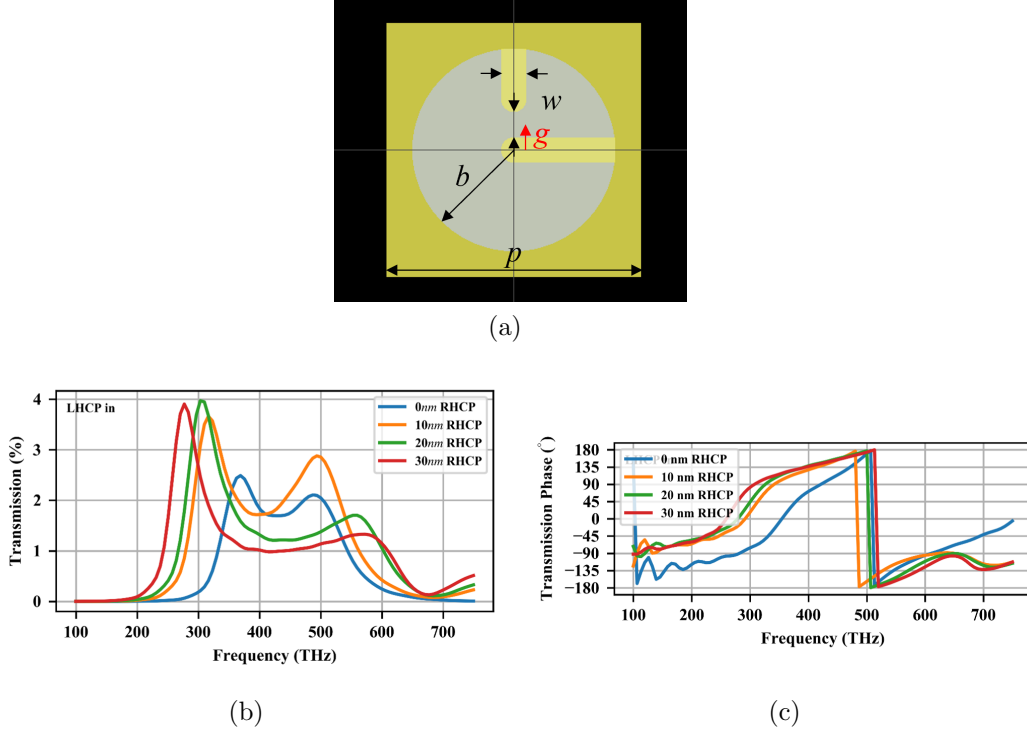 w
g
b
p
(a)
4
3
2
1
0
Transmission (%)
LHCP in
0nm RHCP
10nm RHCP
20nm RHCP
30nm RHCP
100 200 300 400 500 600 700
Frequency (THz)
(b)
180
135
90
45
0
−45
−90
−135
−180
Transmission Phase (°)
0 nm RHCP
10 nm RHCP
20 nm RHCP
30 nm RHCP
100 200 300 400 500 600 700
Frequency (THz)
(c)